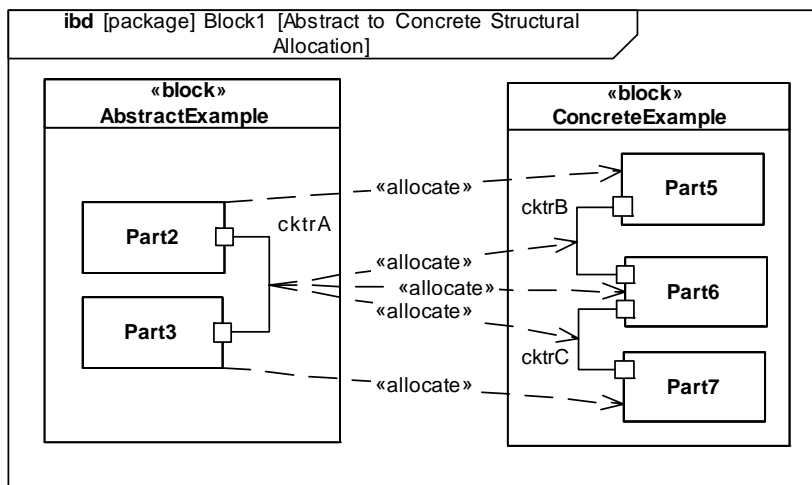 ibd [package] Block1 [Abstract to Concrete Structural
Allocation]
«block»
AbstractExample
«block»
ConcreteExample
«allocate»
Part5
cktrB
Part2
cktrA
«allocate»
«allocate»
Part6
«allocate»
Part3
cktrC
«allocate»
Part7